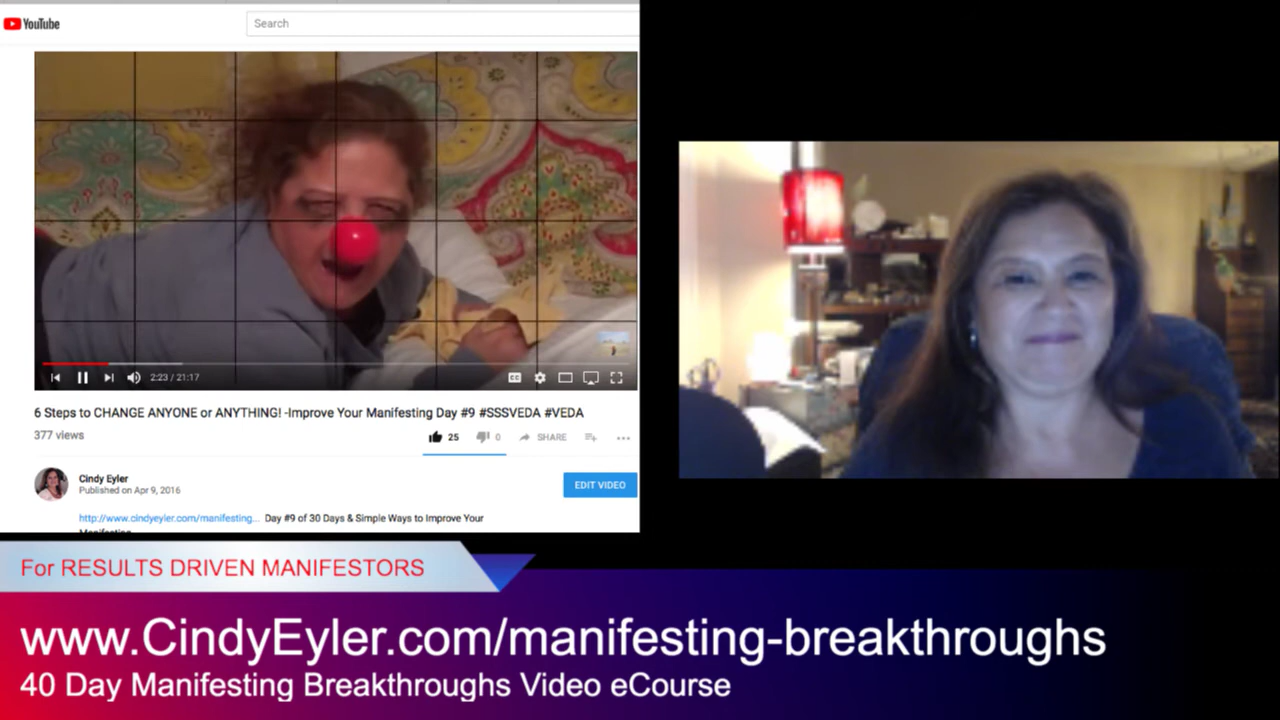 YouTube
Search
2:23 / 21:17
CC
6 Steps to CHANGE ANYONE or ANYTHING! -Improve Your Manifesting Day #9 #SSSVEDA #VEDA
377 views
25
0
SHARE
Cindy Eyler
Published on Apr 9, 2016
EDIT VIDEO
http://www.cindyeyler.com/manifesting... Day #9 of 30 Days & Simple Ways to Improve Your
Manifesting
For RESULTS DRIVEN MANIFESTORS
www.CindyEyler.com/manifesting-breakthroughs
40 Day Manifesting Breakthroughs Video eCourse